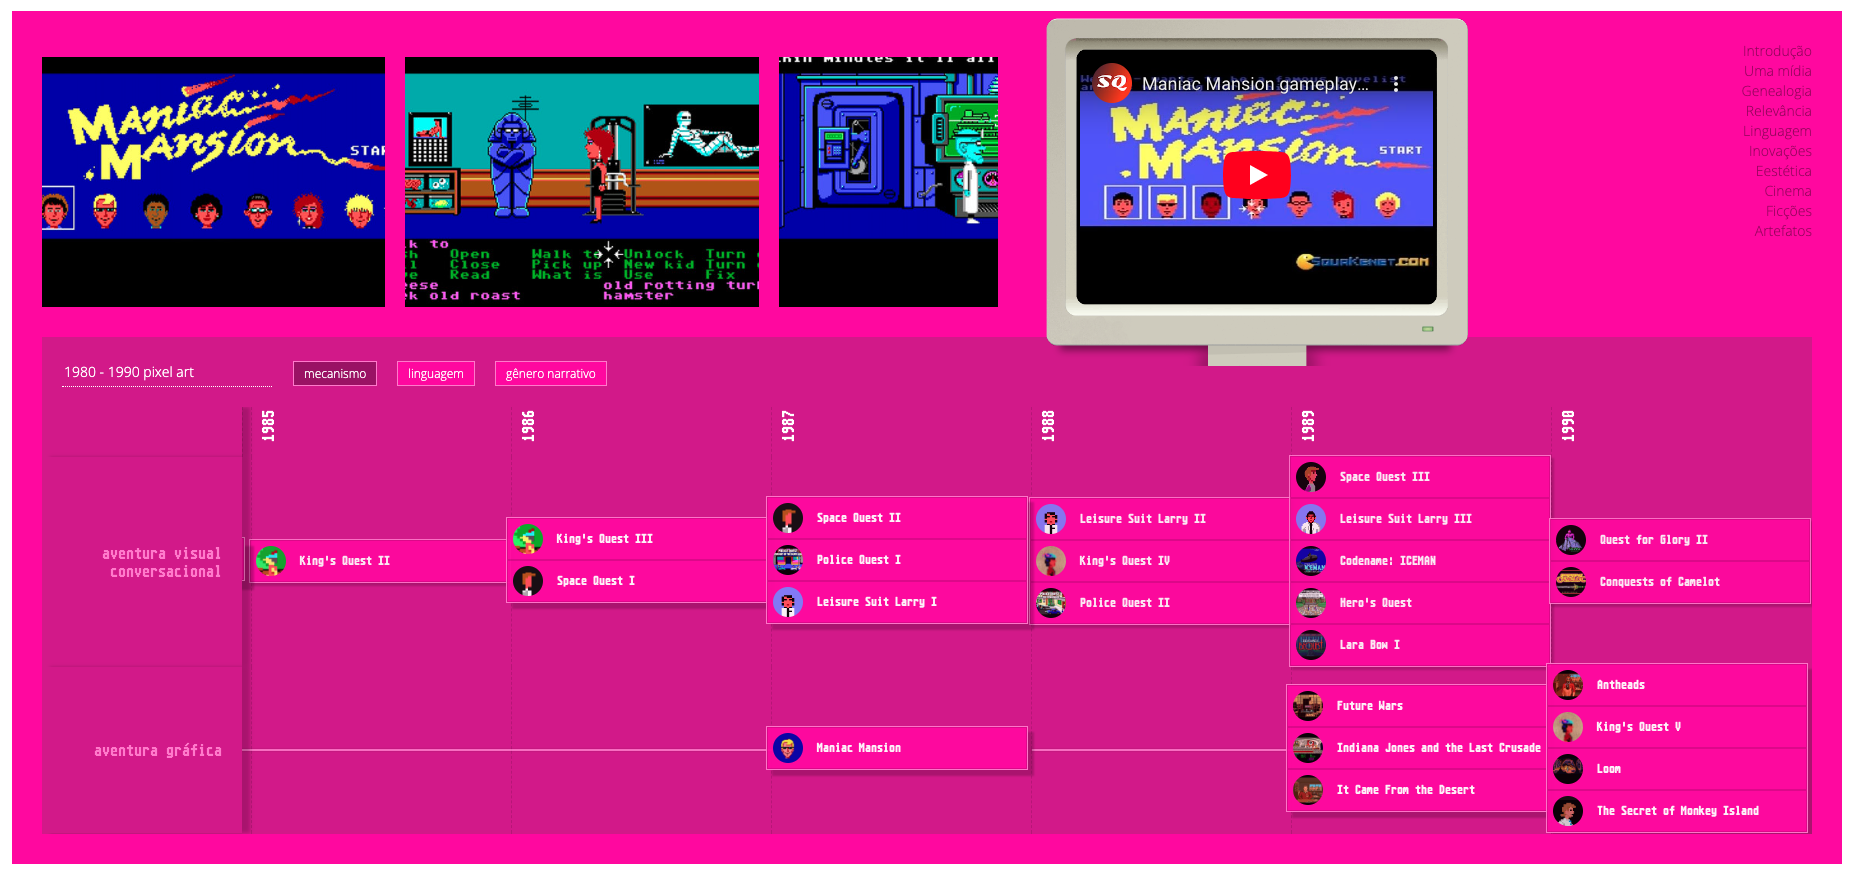 MANIAC
MANSION
STAR
lk to
Open
Walk to
Unlock
Turn
Close
Pick up
New kid
Turn
Read
What is
Use
Fix
old rotting tur
old roast
hamster
minutes it'll all
SQ
Maniac Mansion gameplay...
MANIAC
MANSION
START
SQUAKENET.COM
Introdução
Uma mídia
Genealogia
Relevância
Linguagem
Inovações
Eestética
Cinema
Ficções
Artefatos
1980 - 1990 pixel art
mecanismo
linguagem
gênero narrativo
1985
1986
1987
1988
1989
1990
aventura visual
conversacional
King's Quest II
King's Quest III
Space Quest I
Space Quest II
Police Quest I
Leisure Suit Larry I
Leisure Suit Larry II
King's Quest IV
Police Quest II
Space Quest III
Leisure Suit Larry III
Codename: ICEMAN
Hero's Quest
Lara Bow I
Quest for Glory II
Conquests of Camelot
aventura gráfica
Maniac Mansion
Future Wars
Indiana Jones and the Last Crusade
It Came From the Desert
Antheads
King's Quest V
Loom
The Secret of Monkey Island